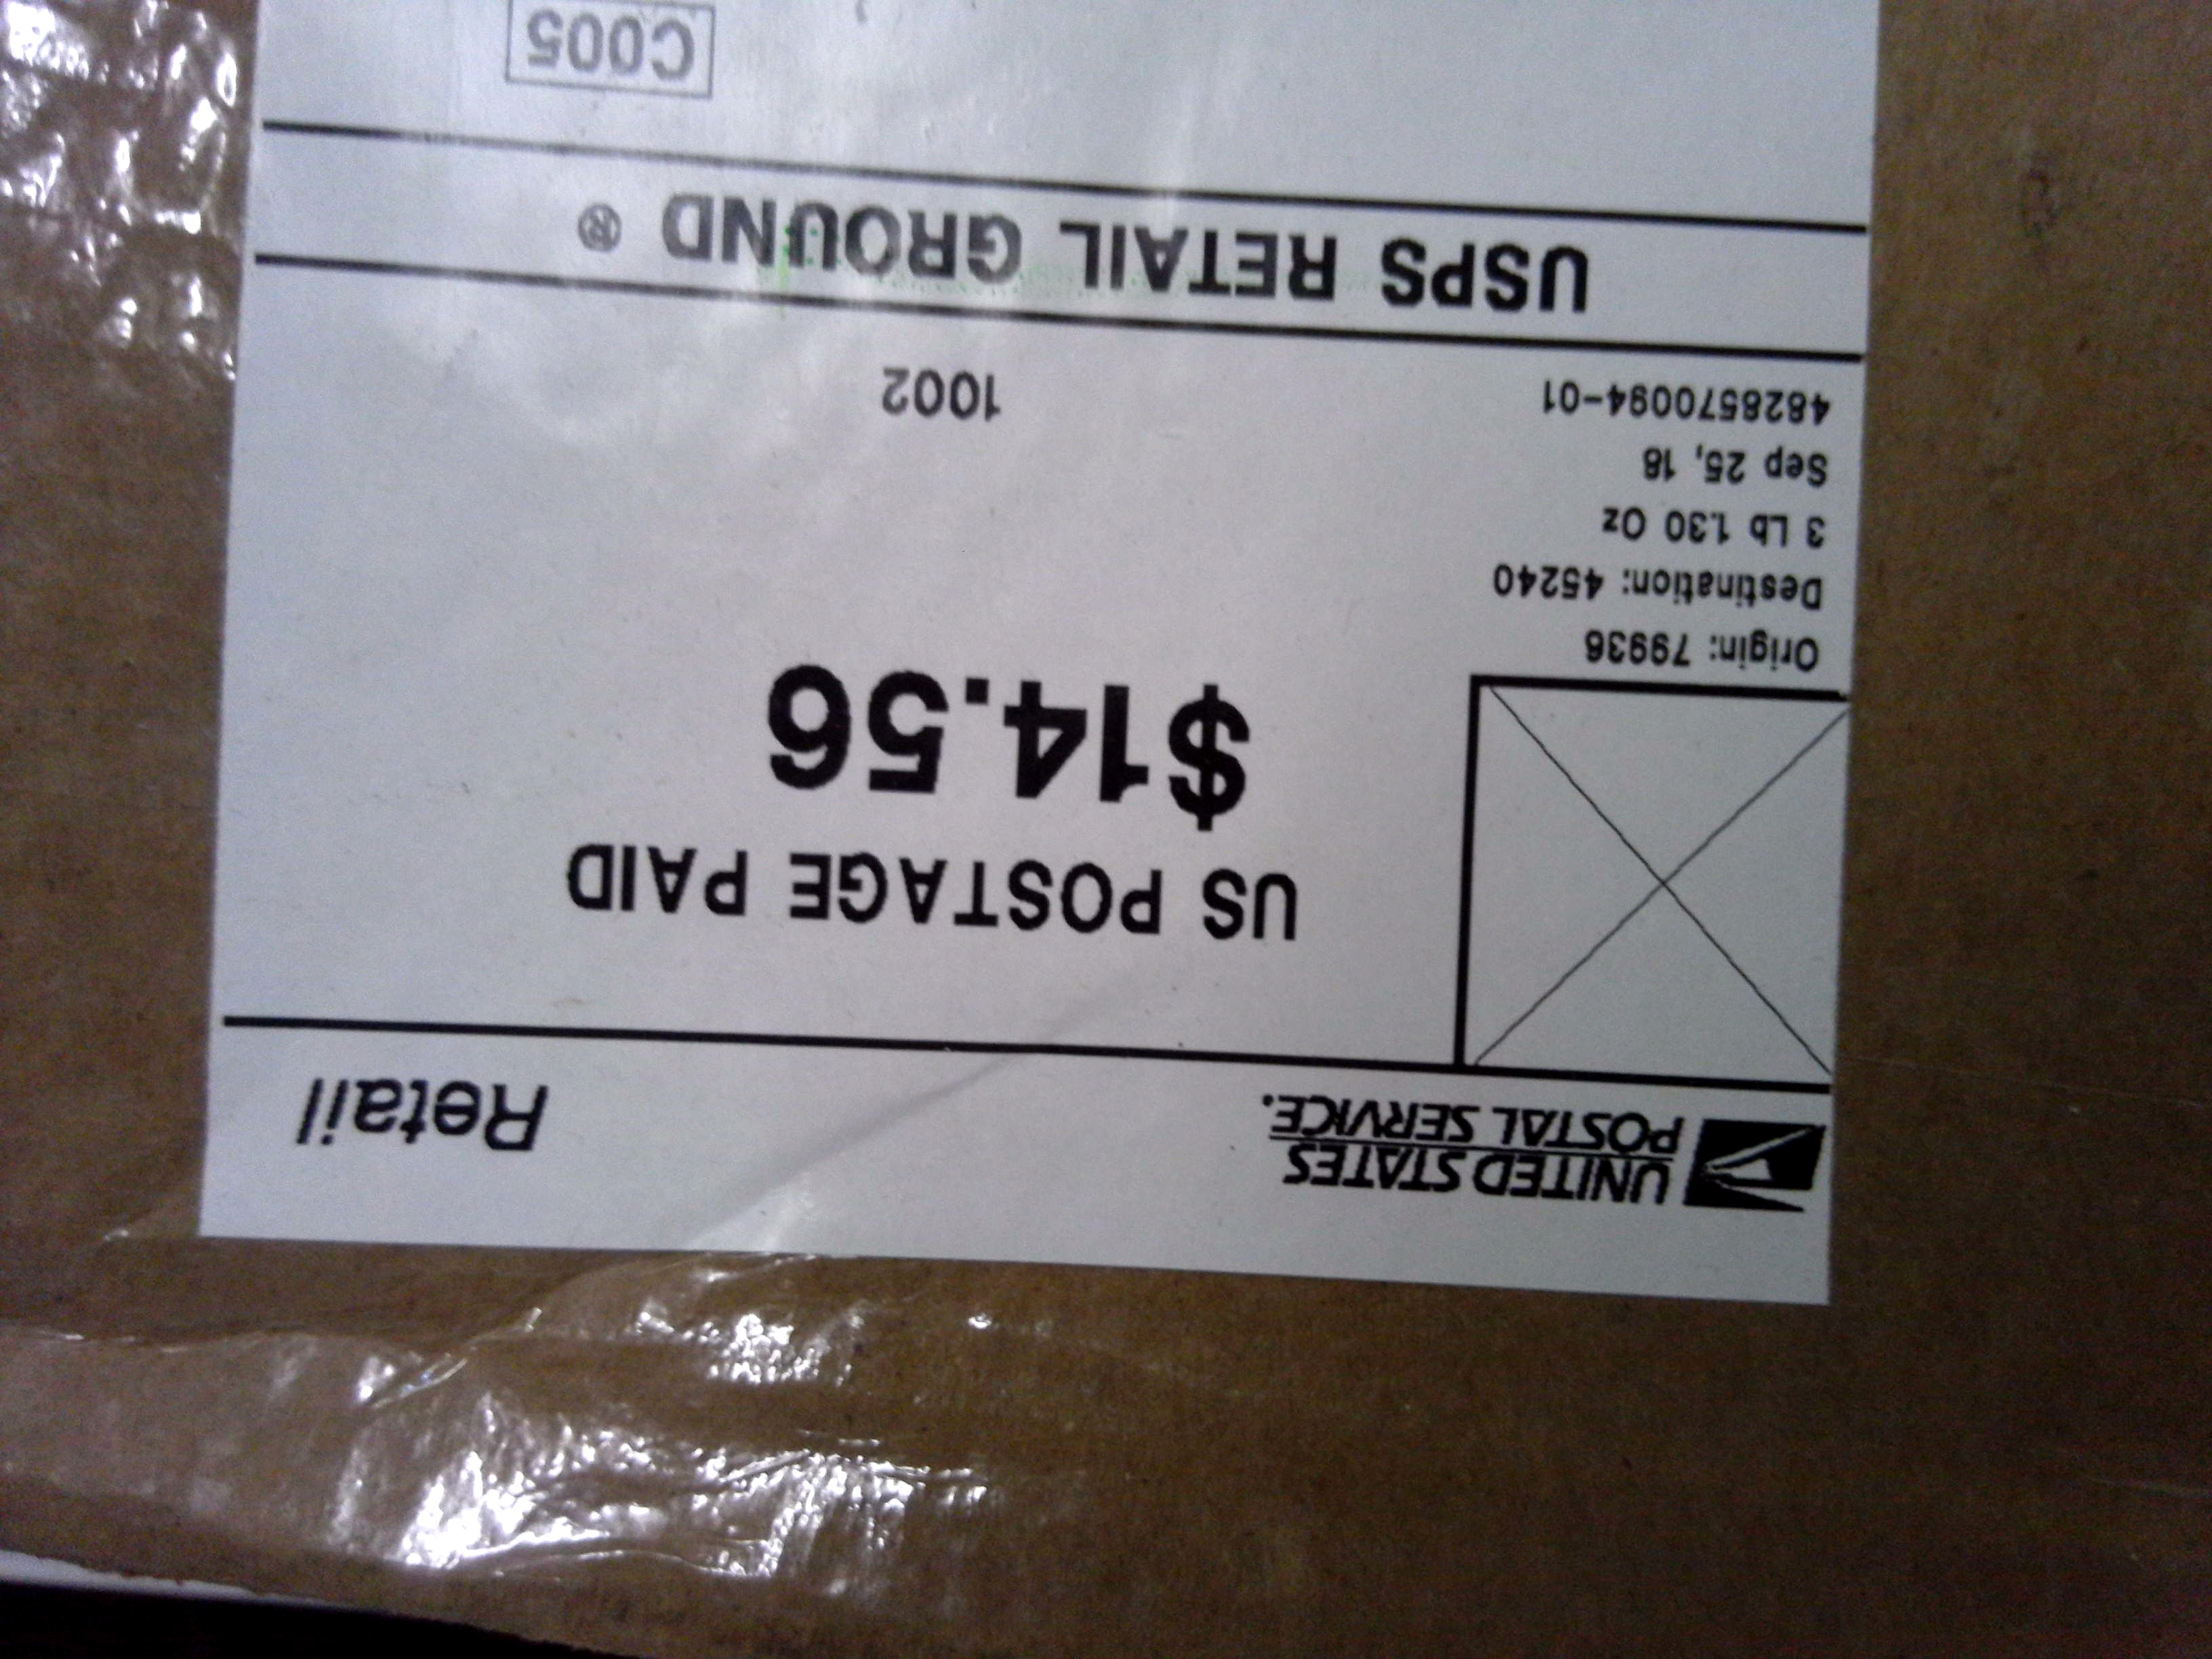 UNITED STATES
POSTAL SERVICE.
Retail
US POSTAGE PAID
$14.56
Origin: 79936
Destination: 45240
3 Lb 1.30 Oz
Sep 25, 18
4828570094-01
1002
USPS RETAIL GROUND ®
C005